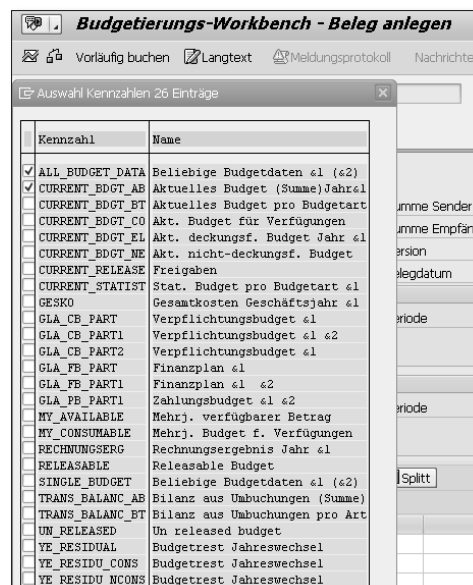 Budgetierungs-Workbench - Beleg anlegen
Vorläufig buchen Langtext Meldungsprotokoll Nachrichte
Auswahl Kennzahlen 26 Einträge
Kennzahl Name
ALL_BUDGET_DATA Beliebige Budgetdaten &1 (&2)
CURRENT_BDGT_AB Aktuelles Budget (Summe)Jahr&1
CURRENT_BDGT_BT Aktuelles Budget pro Budgetart
CURRENT_BDGT_CO Akt. Budget für Verfügungen
CURRENT_BDGT_EL Akt. deckungsf. Budget Jahr &1
CURRENT_BDGT_NE Akt. nicht-deckungsf. Budget
CURRENT_RELEASE Freigaben
CURRENT_STATIST Stat. Budget pro Budgetart &1
GESKO Gesamtkosten Geschäftsjahr &1
GLA_CB_PART Verpflichtungsbudget &1
GLA_CB_PART1 Verpflichtungsbudget &1 &2
GLA_CB_PART2 Verpflichtungsbudget &1
GLA_FB_PART Finanzplan &1
GLA_FB_PART1 Finanzplan &1 &2
GLA_PB_PART1 Zahlungsbudget &1 &2
MY_AVAILABLE Mehrj. verfügbarer Betrag
MY_CONSUMABLE Mehrj. Budget f. Verfügungen
RECHNUNGSERG Rechnungsergebnis Jahr &1
RELEASABLE Releasable Budget
SINGLE_BUDGET Beliebige Budgetdaten &1 (&2)
TRANS_BALANC_AB Bilanz aus Umbuchungen (Summe)
TRANS_BALANC_BT Bilanz aus Umbuchungen pro Art
UN_RELEASED Un released budget
YE_RESIDUAL Budgetrest Jahreswechsel
YE_RESIDU_CONS Budgetrest Jahreswechsel
YE_RESIDU_NCONS Budgetrest Jahreswechsel
umme Sender
umme Empfän
ersion
elegdatum
eriode
eriode
Splitt